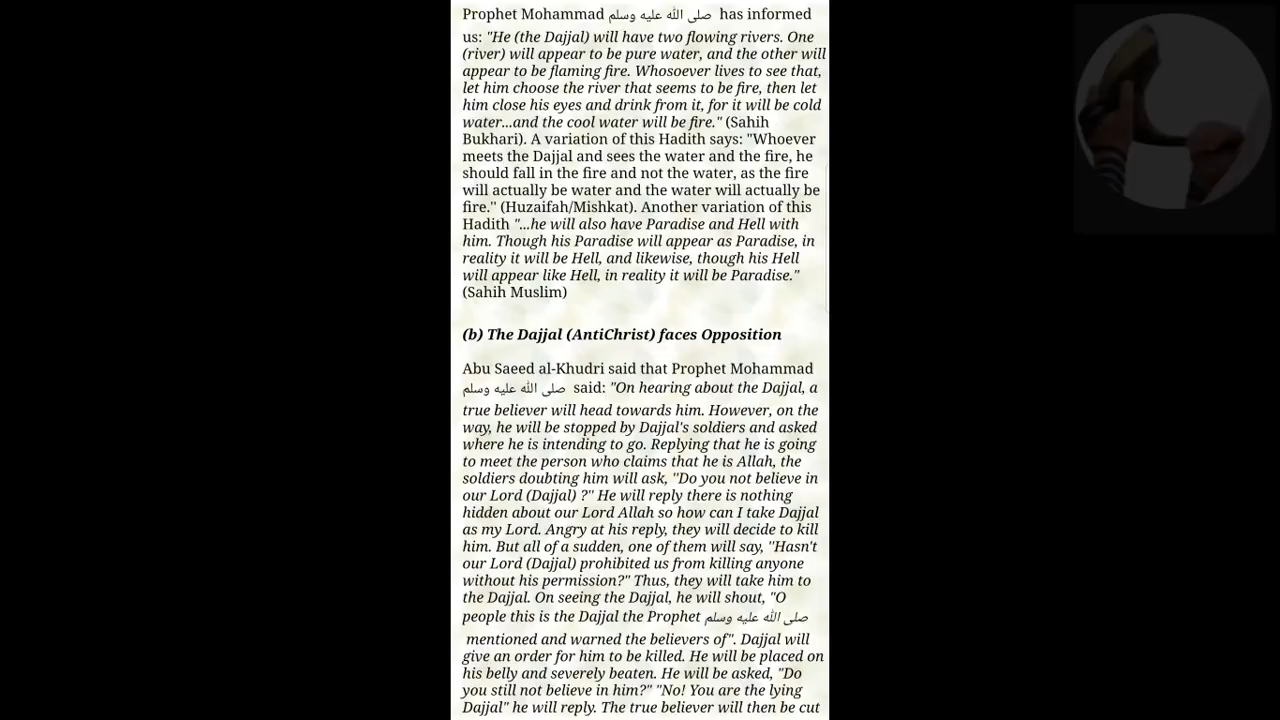 Prophet Mohammad صلى الله عليه وسلم has informed
us: "He (the Dajjal) will have two flowing rivers. One
(river) will appear to be pure water, and the other will
appear to be flaming fire. Whosoever lives to see that,
let him choose the river that seems to be fire, then let
him close his eyes and drink from it, for it will be cold
water...and the cool water will be fire." (Sahih
Bukhari). A variation of this Hadith says: "Whoever
meets the Dajjal and sees the water and the fire, he
should fall in the fire and not the water, as the fire
will actually be water and the water will actually be
fire.'' (Huzaifah/Mishkat). Another variation of this
Hadith "...he will also have Paradise and Hell with
him. Though his Paradise will appear as Paradise, in
reality it will be Hell, and likewise, though his Hell
will appear like Hell, in reality it will be Paradise."
(Sahih Muslim)
(b) The Dajjal (AntiChrist) faces Opposition
Abu Saeed al-Khudri said that Prophet Mohammad
صلى الله عليه وسلم said: "On hearing about the Dajjal, a
true believer will head towards him. However, on the
way, he will be stopped by Dajjal's soldiers and asked
where he is intending to go. Replying that he is going
to meet the person who claims that he is Allah, the
soldiers doubting him will ask, ''Do you not believe in
our Lord (Dajjal) ?'' He will reply there is nothing
hidden about our Lord Allah so how can I take Dajjal
as my Lord. Angry at his reply, they will decide to kill
him. But all of a sudden, one of them will say, ''Hasn't
our Lord (Dajjal) prohibited us from killing anyone
without his permission?" Thus, they will take him to
the Dajjal. On seeing the Dajjal, he will shout, "O
people this is the Dajjal the Prophet صلى الله عليه وسلم
mentioned and warned the believers of". Dajjal will
give an order for him to be killed. He will be placed on
his belly and severely beaten. He will be asked, "Do
you still not believe in him?" "No! You are the lying
Dajjal" he will reply. The true believer will then be cut